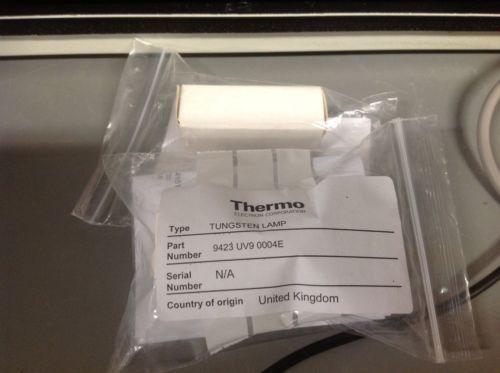 Thermo
ELECTRON CORPORATION
Type TUNGSTEN LAMP
Part Number 9423 UV9 0004E
Serial Number N/A
Country of origin United Kingdom